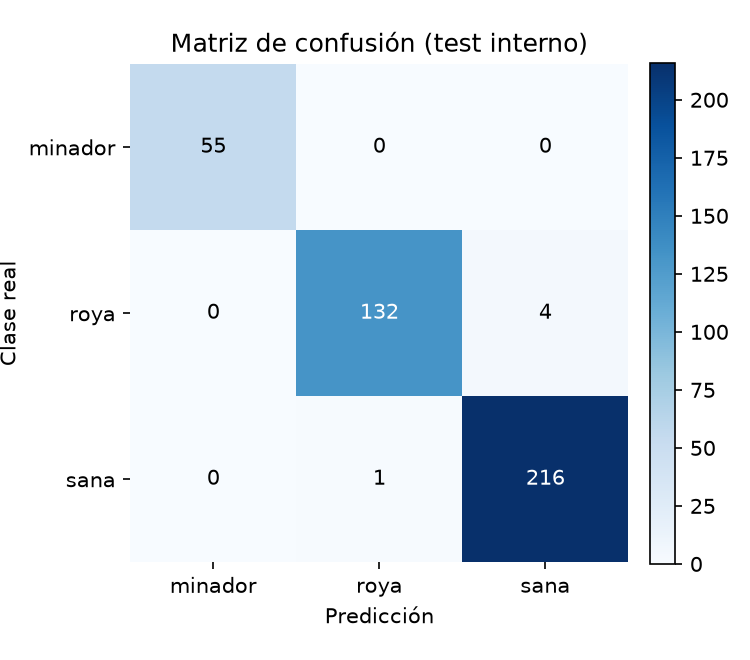 Matriz de confusión (test interno)
minador
55
0
0
roya
0
132
4
sana
0
1
216
minador
roya
sana
Predicción
Clase real
200
175
150
125
100
75
50
25
0